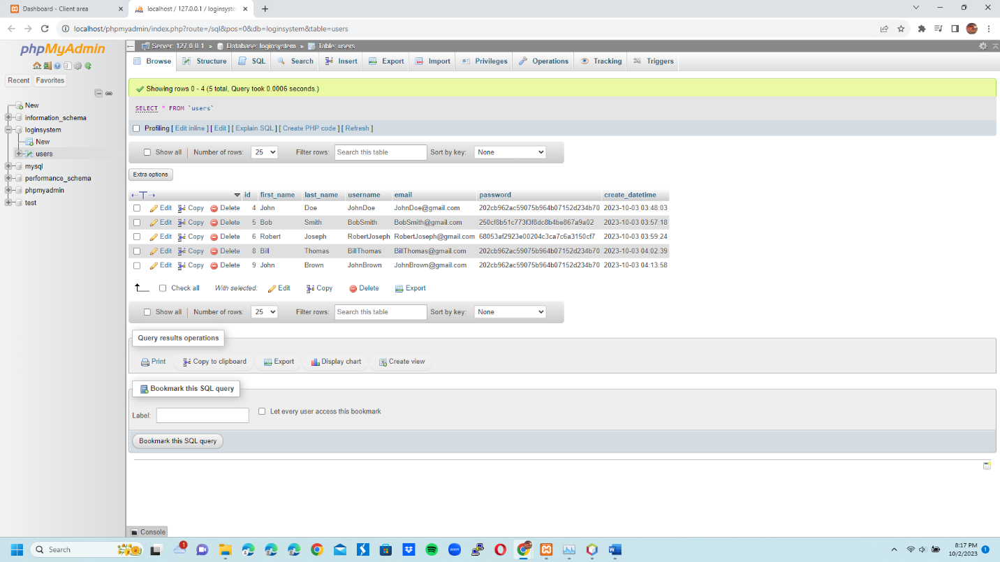 Dashboard - Client area
localhost / 127.0.0.1 / loginsyste
localhost/phpmyadmin/index.php?route=/sql&pos=0&db=loginsystem&table=users
phpMyAdmin
Recent Favorites
New
information_schema
loginsystem
New
users
mysql
performance_schema
phpmyadmin
test
Server: 127.0.0.1 » Database: loginsystem » Table: users
Browse Structure SQL Search Insert Export Import Privileges Operations Tracking Triggers
Showing rows 0 - 4 (5 total, Query took 0.0006 seconds.)
SELECT * FROM `users`
Profiling [ Edit inline ] [ Edit ] [ Explain SQL ] [ Create PHP code ] [ Refresh ]
Show all Number of rows: 25 Filter rows: Search this table Sort by key: None
Extra options
id first_name last_name username email password create_datetime
Edit Copy Delete 4 John Doe JohnDoe JohnDoe@gmail.com 202cb962ac59075b964b07152d234b70 2023-10-03 03:48:03
Edit Copy Delete 5 Bob Smith BobSmith BobSmith@gmail.com 250cf8b51c773f3f8dc8b4be867a9a02 2023-10-03 03:57:18
Edit Copy Delete 6 Robert Joseph RobertJoseph RobertJoseph@gmail.com 68053af2923e00204c3ca7c6a3150cf7 2023-10-03 03:59:24
Edit Copy Delete 8 Bill Thomas BillThomas BillThomas@gmail.com 202cb962ac59075b964b07152d234b70 2023-10-03 04:02:39
Edit Copy Delete 9 John Brown JohnBrown JohnBrown@gmail.com 202cb962ac59075b964b07152d234b70 2023-10-03 04:13:58
Check all With selected: Edit Copy Delete Export
Show all Number of rows: 25 Filter rows: Search this table Sort by key: None
Query results operations
Print Copy to clipboard Export Display chart Create view
Bookmark this SQL query
Label: Let every user access this bookmark
Bookmark this SQL query
Console
Search
1
zoom
W
8:17 PM
10/2/2023
1